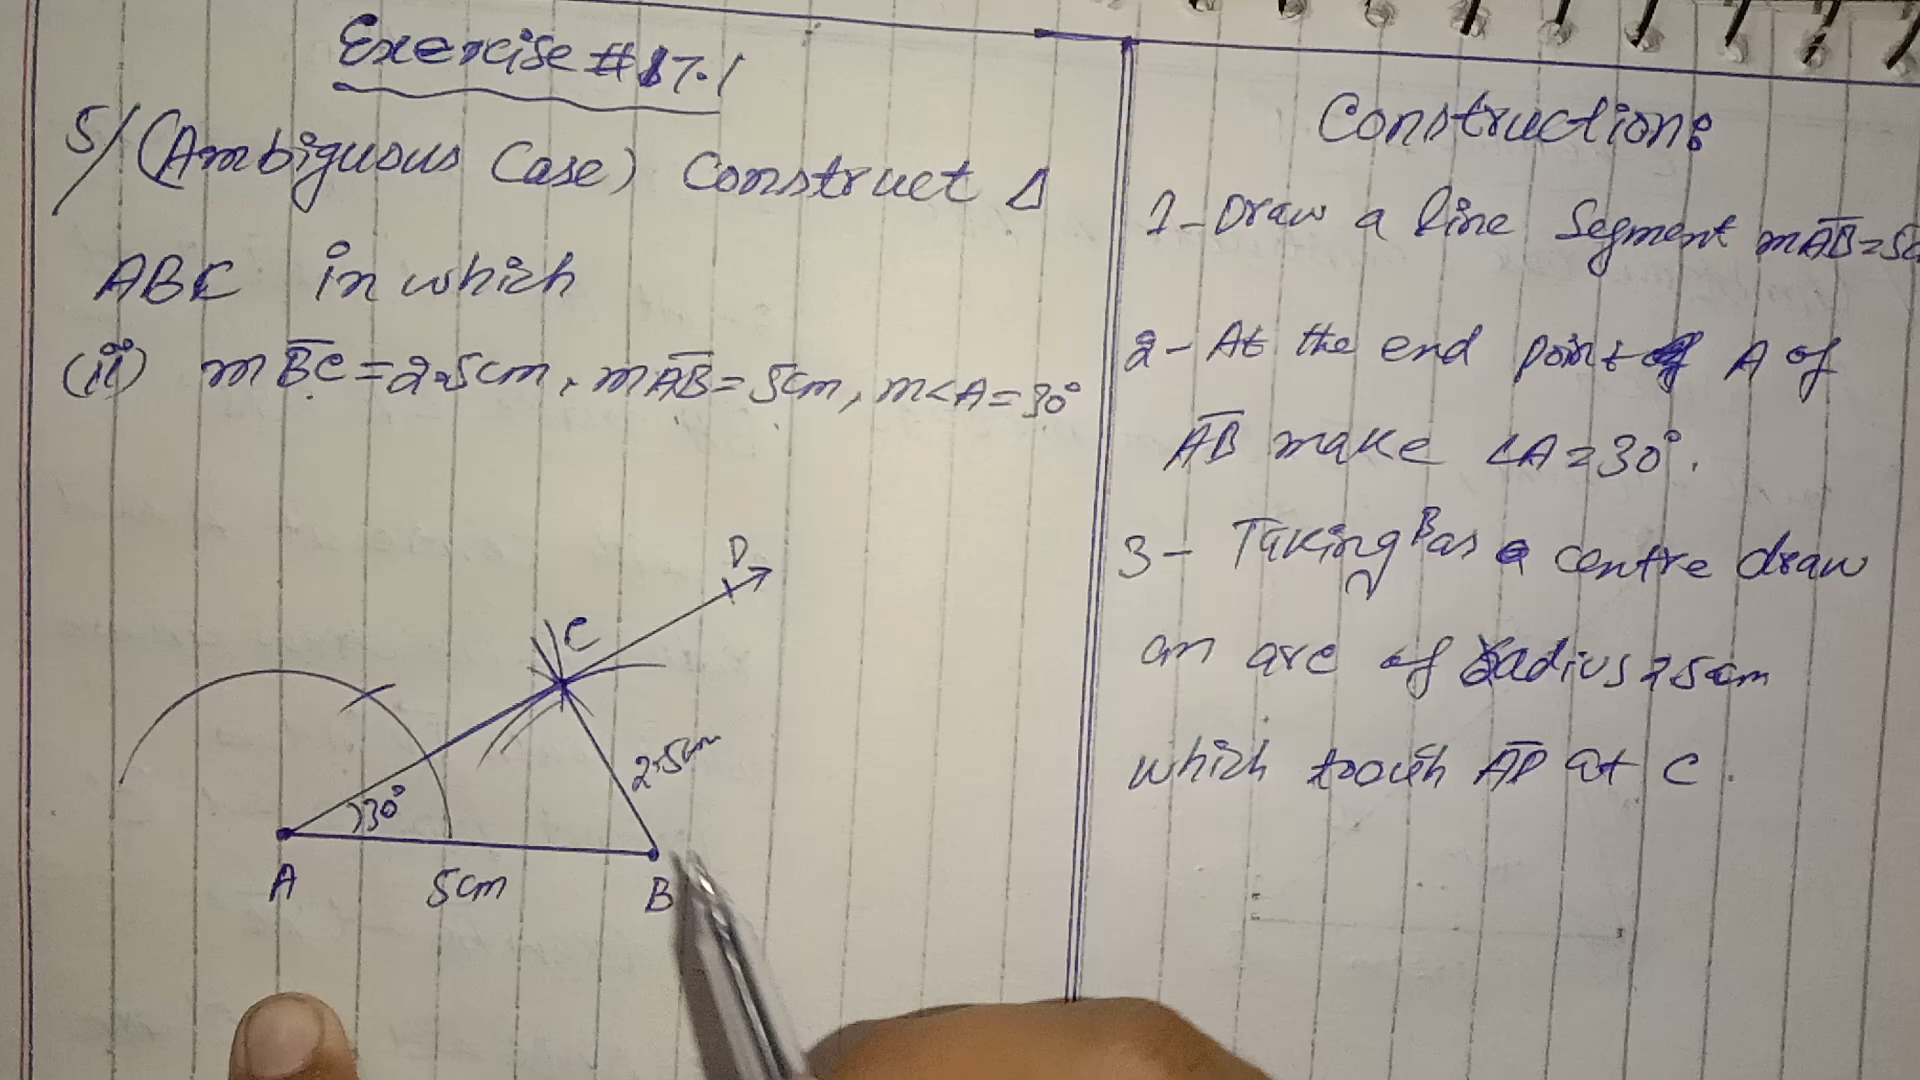 Exercise #17.1
5/ (Ambiguous Case) Construct Δ
ABC in which
(ii) mBC = 2.5cm, mAB = 5cm, m<A = 30°
D
C
2.5cm
30°
A
5cm
B
Construction:
1- Draw a line Segment mAB = 5c
2- At the end point of A of
AB make <A = 30°.
3- Taking B as a centre draw
an arc of radius 2.5cm
which touch AD at C.